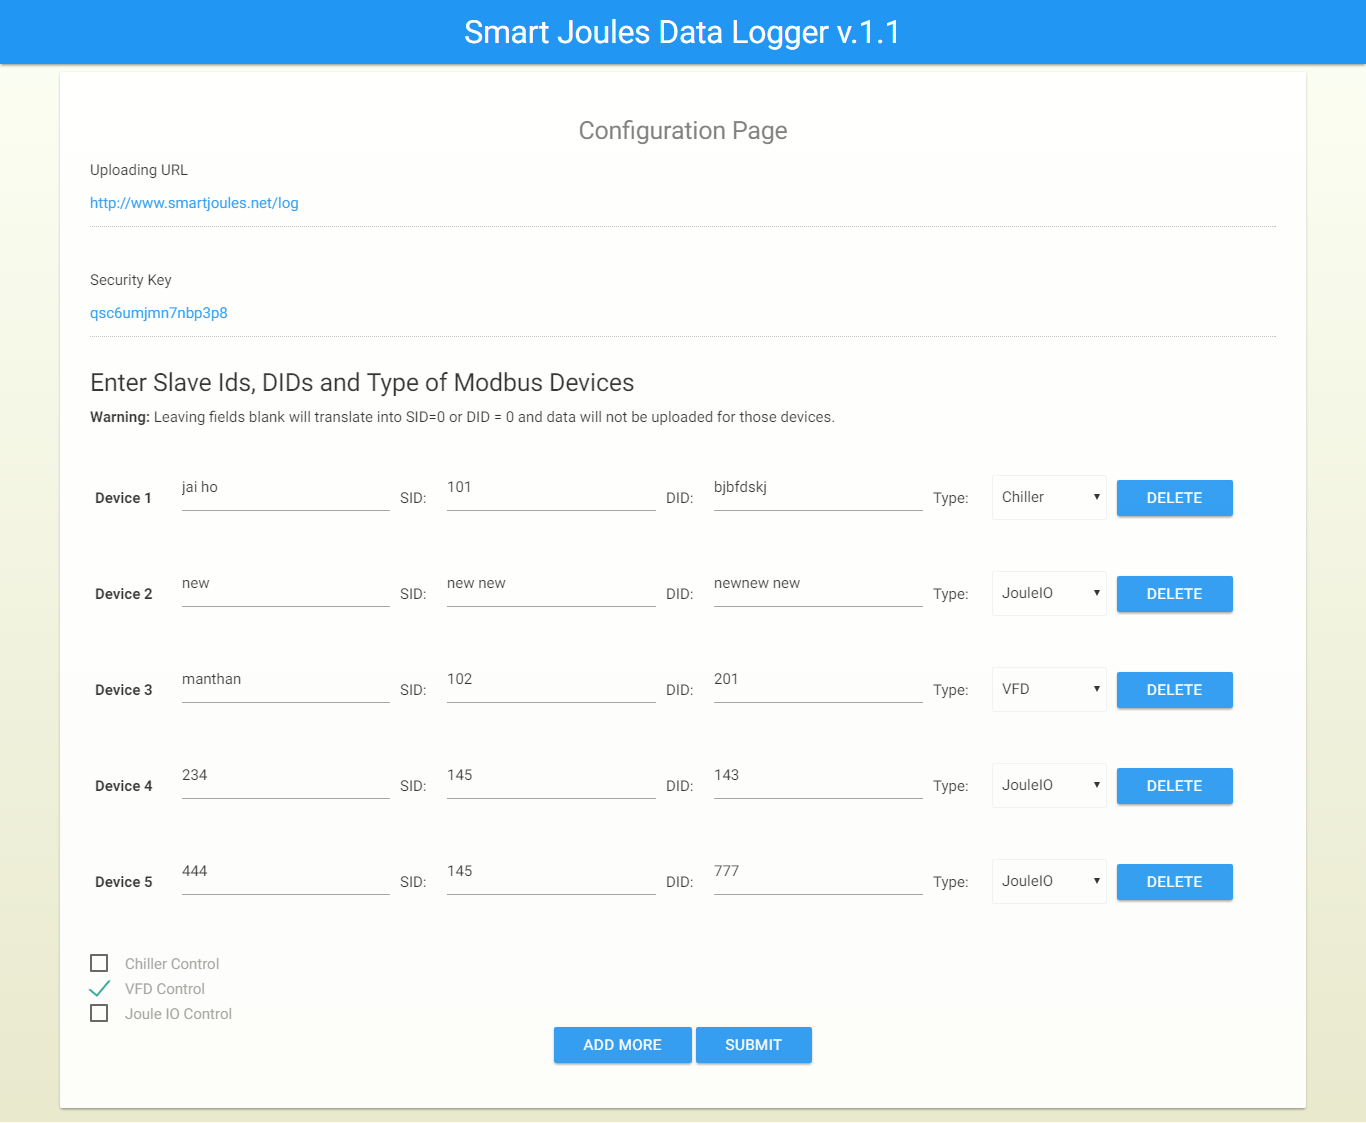 Smart Joules Data Logger v.1.1
Configuration Page
Uploading URL
http://www.smartjoules.net/log
Security Key
qsc6umjmn7nbp3p8
Enter Slave Ids, DIDs and Type of Modbus Devices
Warning: Leaving fields blank will translate into SID=0 or DID = 0 and data will not be uploaded for those devices.
Device 1 jai ho SID: 101 DID: bjbfdskj Type: Chiller DELETE
Device 2 new SID: new new DID: newnew new Type: JouleIO DELETE
Device 3 manthan SID: 102 DID: 201 Type: VFD DELETE
Device 4 234 SID: 145 DID: 143 Type: JouleIO DELETE
Device 5 444 SID: 145 DID: 777 Type: JouleIO DELETE
Chiller Control
VFD Control
Joule IO Control
ADD MORE SUBMIT